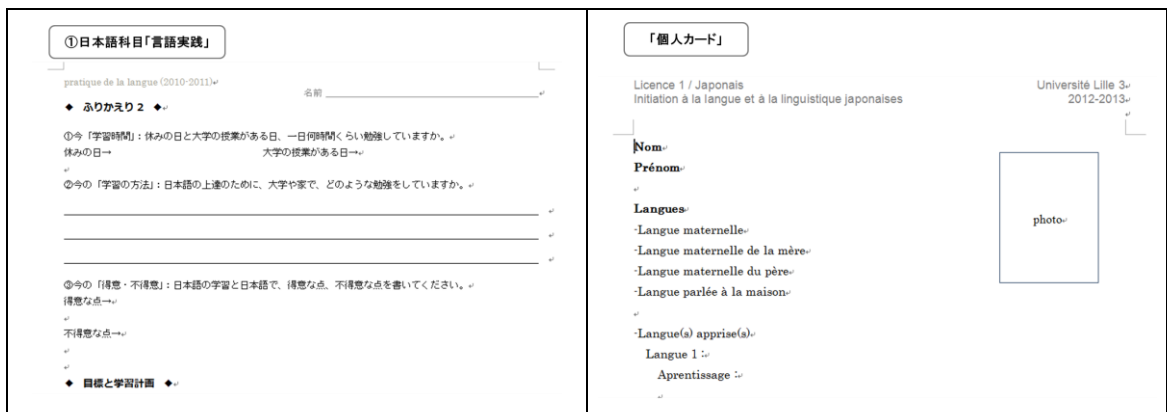 ①日本語科目「言語実践」
pratique de la langue (2010-2011)
名前
◆ ふりかえり 2 ◆
①今「学習時間」：休みの日と大学の授業がある日、一日何時間くらい勉強していますか。
休みの日→ 大学の授業がある日→
②今の「学習の方法」：日本語の上達のために、大学や家で、どのような勉強をしていますか。
③今の「得意・不得意」：日本語の学習と日本語で、得意な点、不得意な点を書いてください。
得意な点→
不得意な点→
◆ 目標と学習計画 ◆
「個人カード」
Licence 1 / Japonais Université Lille 3
Initiation à la langue et à la linguistique japonaises 2012-2013
Nom
Prénom
Langues
-Langue maternelle
-Langue maternelle de la mère
-Langue maternelle du père
-Langue parlée à la maison
photo
-Langue(s) apprise(s)
Langue 1 :
Aprentissage :